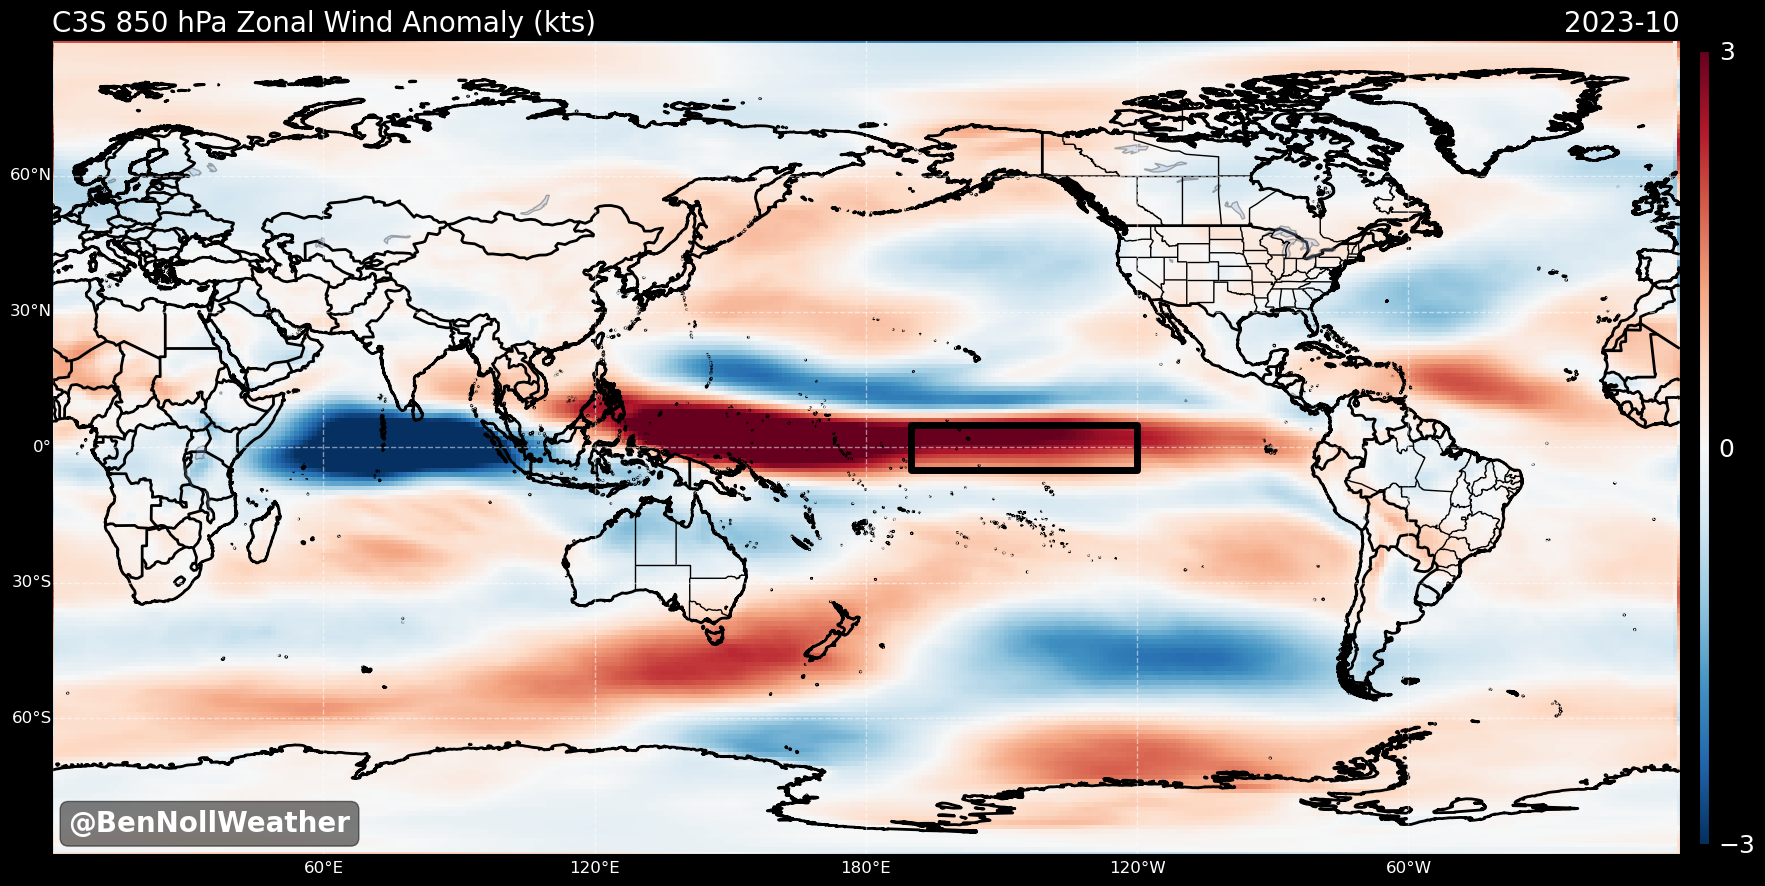 C3S 850 hPa Zonal Wind Anomaly (kts)
2023-10
3
60°N
30°N
0°
0
30°S
60°S
@BenNollWeather
−3
60°E
120°E
180°E
120°W
60°W